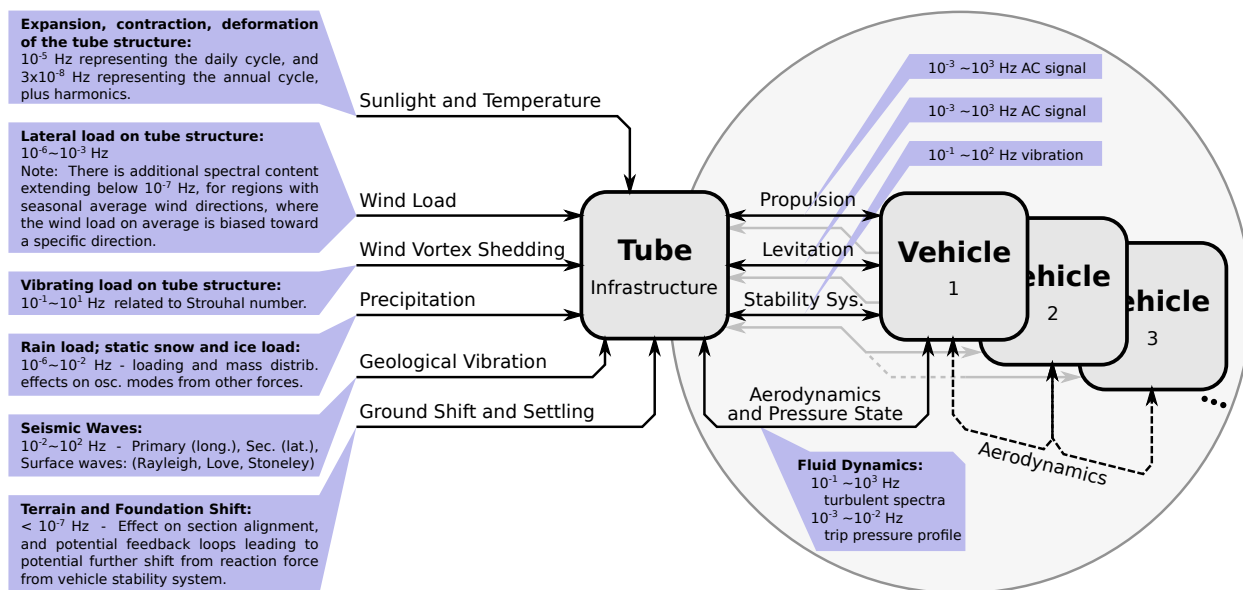 Expansion, contraction, deformation
of the tube structure:
10⁻⁵ Hz representing the daily cycle, and
3x10⁻⁸ Hz representing the annual cycle,
plus harmonics.
Lateral load on tube structure:
10⁻⁶~10⁻³ Hz
Note: There is additional spectral content
extending below 10⁻⁷ Hz, for regions with
seasonal average wind directions, where
the wind load on average is biased toward
a specific direction.
Vibrating load on tube structure:
10⁻¹~10¹ Hz related to Strouhal number.
Rain load; static snow and ice load:
10⁻⁶~10⁻² Hz - loading and mass distrib.
effects on osc. modes from other forces.
Seismic Waves:
10⁻²~10² Hz - Primary (long.), Sec. (lat.),
Surface waves: (Rayleigh, Love, Stoneley)
Terrain and Foundation Shift:
< 10⁻⁷ Hz - Effect on section alignment,
and potential feedback loops leading to
potential further shift from reaction force
from vehicle stability system.
Sunlight and Temperature
Wind Load
Wind Vortex Shedding
Precipitation
Geological Vibration
Ground Shift and Settling
Tube
Infrastructure
10⁻³ ~10³ Hz AC signal
10⁻³ ~10³ Hz AC signal
10⁻¹ ~10² Hz vibration
Propulsion
Levitation
Stability Sys.
Aerodynamics
and Pressure State
Fluid Dynamics:
10⁻¹ ~10³ Hz
turbulent spectra
10⁻³ ~10⁻² Hz
trip pressure profile
Vehicle
1
ehicle
2
ehicle
3
...
Aerodynamics